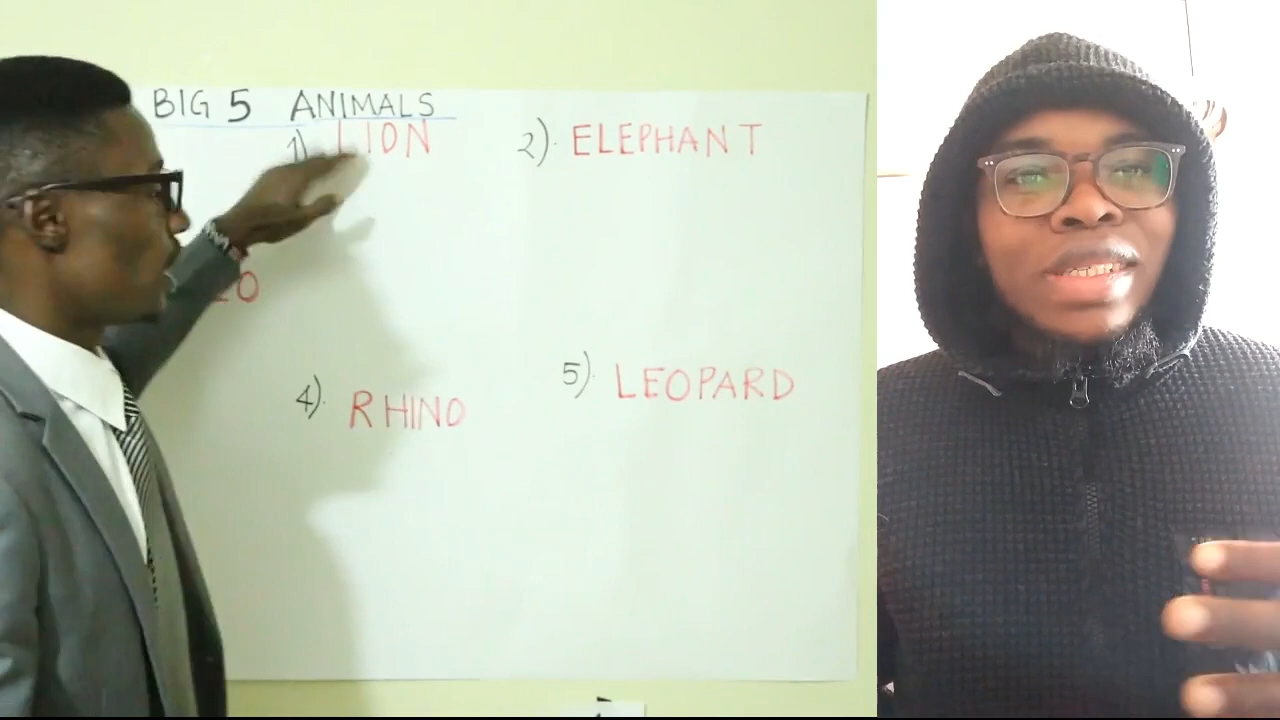 BIG 5 ANIMALS
1) LION
2) ELEPHANT
4) RHINO
5) LEOPARD